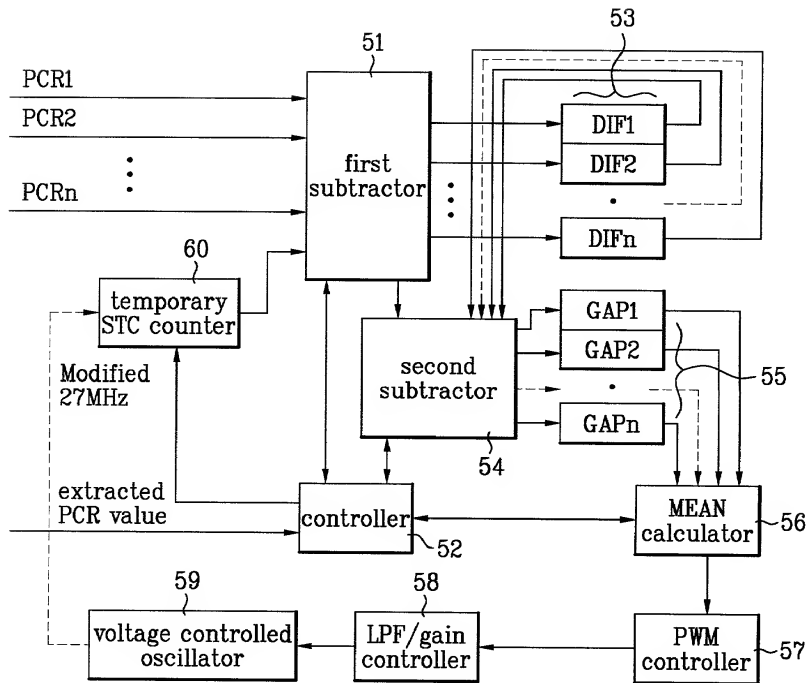 51
53
PCR1
PCR2
PCRn
first
subtractor
DIF1
DIF2
DIFn
60
temporary
STC counter
Modified
27MHz
second
subtractor
54
GAP1
GAP2
GAPn
55
extracted
PCR value
controller
52
MEAN
calculator
56
59
voltage controlled
oscillator
58
LPF/gain
controller
PWM
controller
57